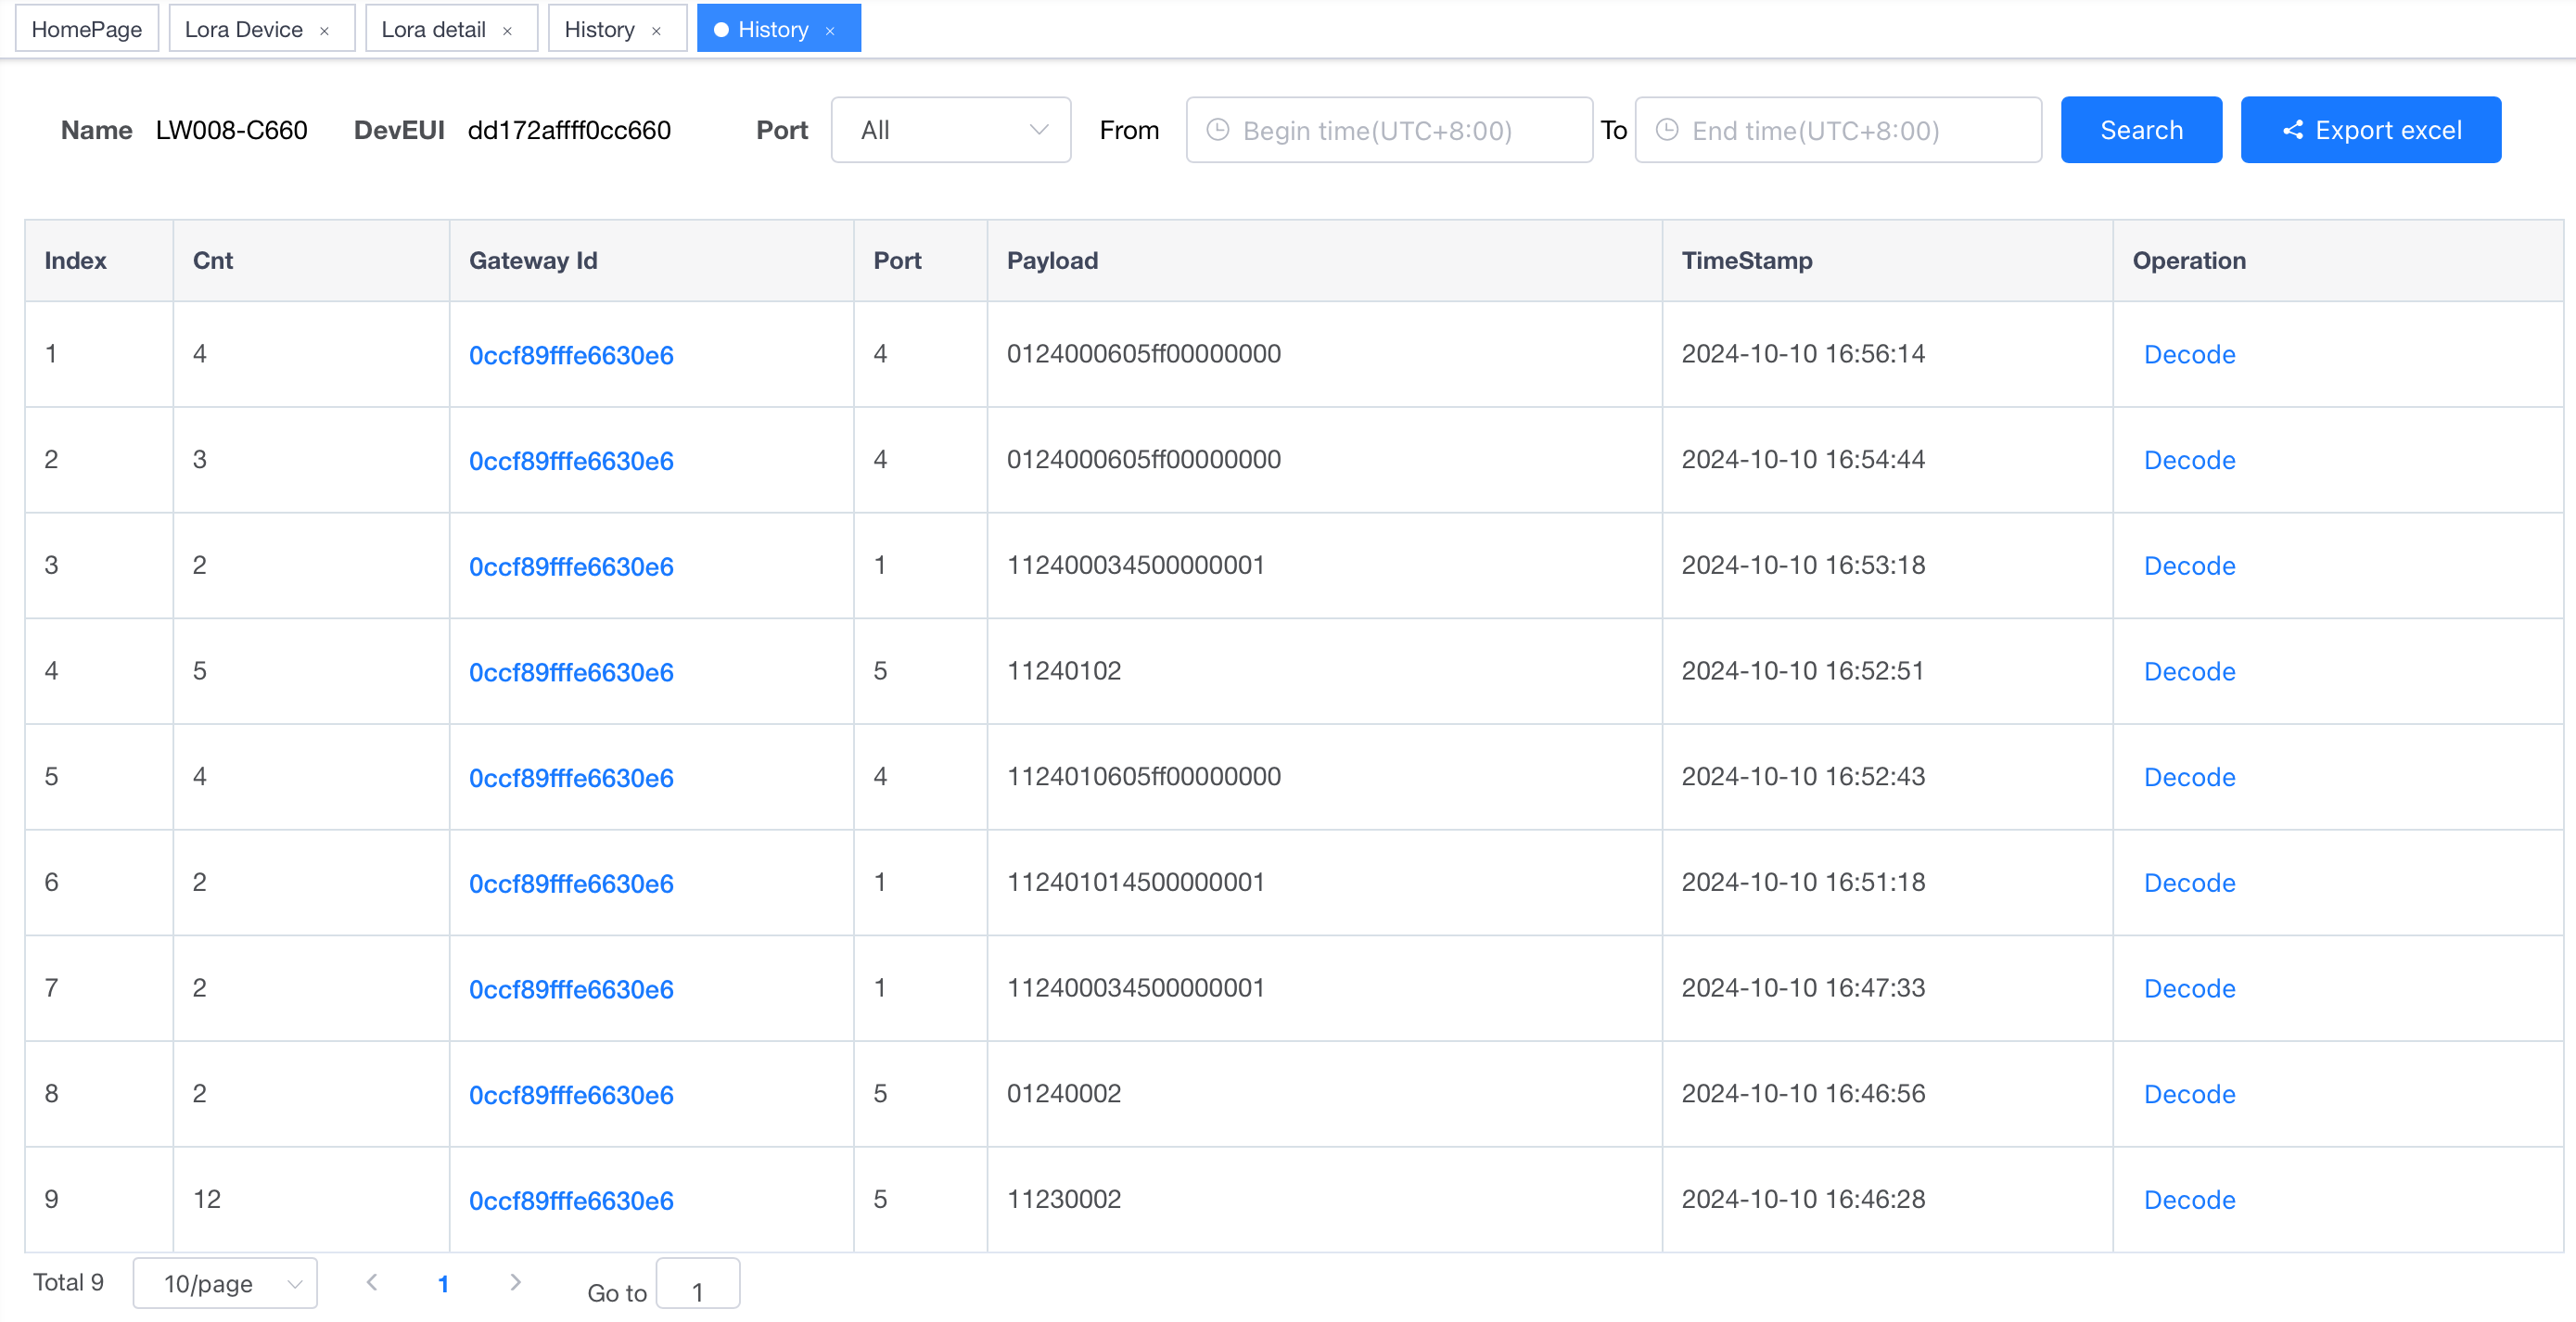 HomePage Lora Device × Lora detail × History × History ×
Name LW008-C660 DevEUI dd172affff0cc660 Port All From Begin time(UTC+8:00) To End time(UTC+8:00) Search Export excel
Index Cnt Gateway Id Port Payload TimeStamp Operation
1 4 0ccf89fffe6630e6 4 0124000605ff00000000 2024-10-10 16:56:14 Decode
2 3 0ccf89fffe6630e6 4 0124000605ff00000000 2024-10-10 16:54:44 Decode
3 2 0ccf89fffe6630e6 1 112400034500000001 2024-10-10 16:53:18 Decode
4 5 0ccf89fffe6630e6 5 11240102 2024-10-10 16:52:51 Decode
5 4 0ccf89fffe6630e6 4 1124010605ff00000000 2024-10-10 16:52:43 Decode
6 2 0ccf89fffe6630e6 1 112401014500000001 2024-10-10 16:51:18 Decode
7 2 0ccf89fffe6630e6 1 112400034500000001 2024-10-10 16:47:33 Decode
8 2 0ccf89fffe6630e6 5 01240002 2024-10-10 16:46:56 Decode
9 12 0ccf89fffe6630e6 5 11230002 2024-10-10 16:46:28 Decode
Total 9 10/page 1 Go to 1